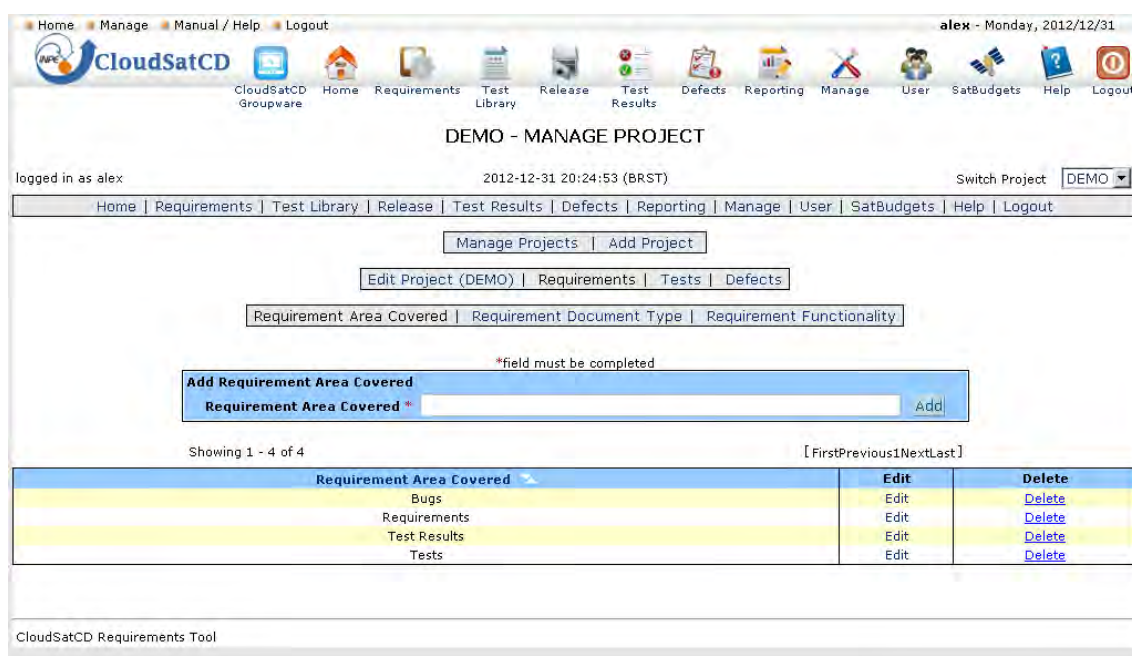 Home Manage Manual / Help Logout alex - Monday, 2012/12/31
INPE CloudSatCD
CloudSatCD Groupware Home Requirements Test Library Release Test Results Defects Reporting Manage User SatBudgets Help Logout
DEMO - MANAGE PROJECT
logged in as alex 2012-12-31 20:24:53 (BRST) Switch Project DEMO
Home | Requirements | Test Library | Release | Test Results | Defects | Reporting | Manage | User | SatBudgets | Help | Logout
Manage Projects | Add Project
Edit Project (DEMO) | Requirements | Tests | Defects
Requirement Area Covered | Requirement Document Type | Requirement Functionality
*field must be completed
Add Requirement Area Covered
Requirement Area Covered * Add
Showing 1 - 4 of 4 [FirstPrevious1NextLast]
Requirement Area Covered Edit Delete
Bugs Edit Delete
Requirements Edit Delete
Test Results Edit Delete
Tests Edit Delete
CloudSatCD Requirements Tool